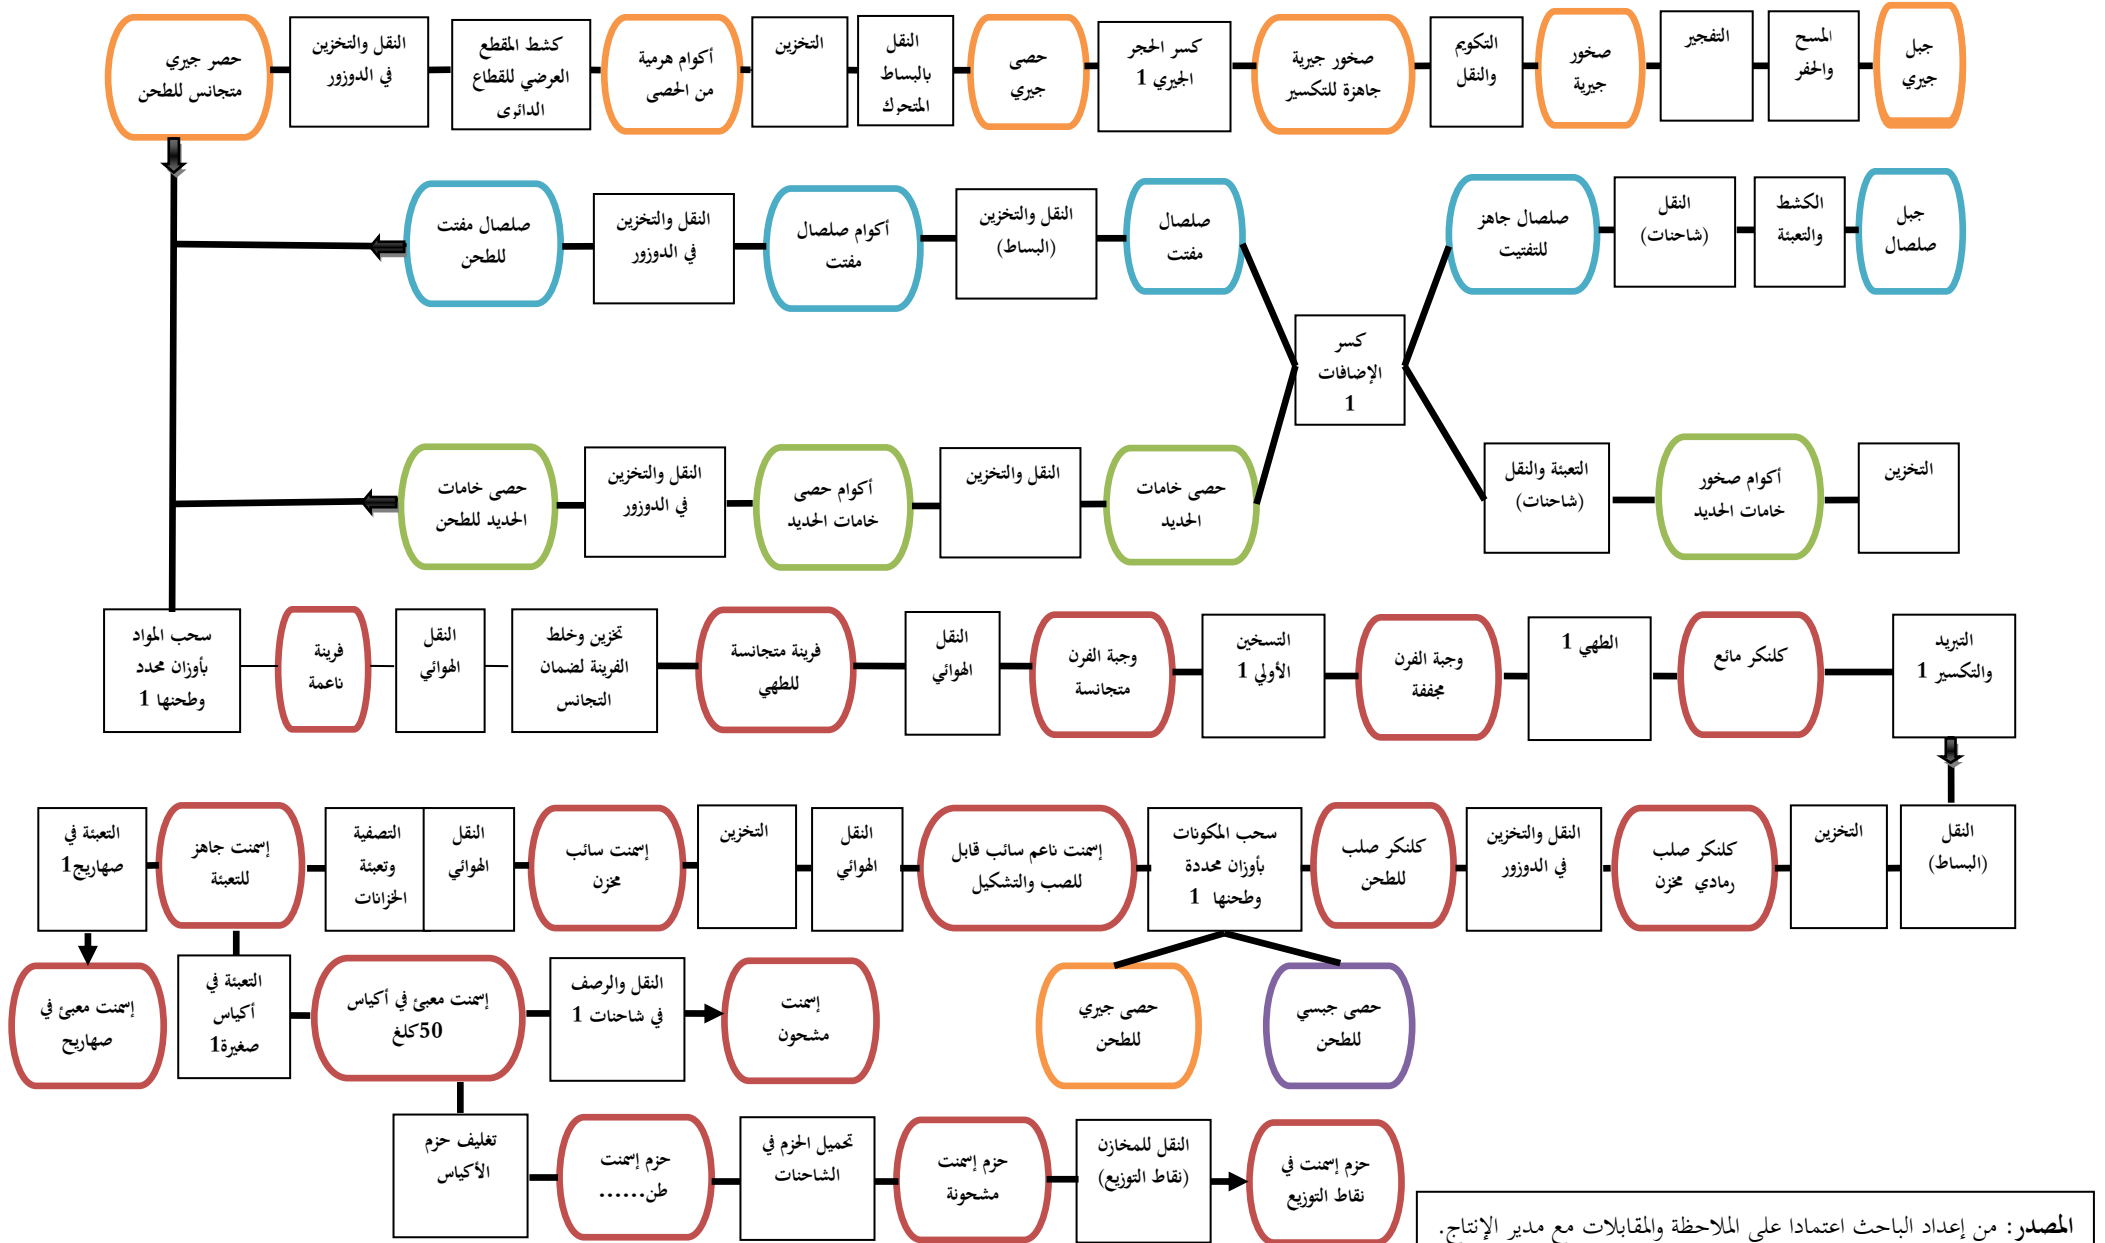 جبل
جيري
المسح
والحفر
التفجير
صخور
جيرية
التكويم
والنقل
صخور جيرية
جاهزة للتكسير
كسر الحجر
الجيري 1
حصى
جيري
النقل
بالبساط
المتحرك
التخزين
أكوام هرمية
من الحصى
كشط المقطع
العرضي للقطاع
الدائرى
النقل والتخزين
في الدوزور
حصر جيري
متجانس للطحن
جبل
صلصال
الكشط
والتعبئة
النقل
(شاحنات)
صلصال جاهز
للتفتيت
كسر
الإضافات
1
صلصال
مفتت
النقل والتخزين
(البساط)
أكوام صلصال
مفتت
النقل والتخزين
في الدوزور
صلصال مفتت
للطحن
التخزين
أكوام صخور
خامات الحديد
التعبئة والنقل
(شاحنات)
حصى خامات
الحديد
النقل والتخزين
أكوام حصى
خامات الحديد
النقل والتخزين
في الدوزور
حصى خامات
الحديد للطحن
سحب المواد
بأوزان محدد
وطحنها 1
فرينة
ناعمة
النقل
الهوائي
تخزين وخلط
الفرينة لضمان
التجانس
فرينة متجانسة
للطهي
النقل
الهوائي
وجبة الفرن
متجانسة
التسخين
الأولي 1
وجبة الفرن
مجففة
الطهي 1
كلنكر مائع
التبريد
والتكسير 1
النقل
(البساط)
التخزين
كلنكر صلب
رمادي مخزن
النقل والتخزين
في الدوزور
كلنكر صلب
للطحن
سحب المكونات
بأوزان محددة
وطحنها 1
إسمنت ناعم سائب قابل
للصب والتشكيل
النقل
الهوائي
التخزين
إسمنت سائب
مخزن
النقل
الهوائي
التصفية
وتعبئة
الخزانات
إسمنت جاهز
للتعبئة
التعبئة في
صهاريج1
حصى جبسي
للطحن
حصى جيري
للطحن
إسمنت معبئ في
صهاريح
التعبئة في
أكياس
صغيرة1
إسمنت معبئ في أكياس
50كلغ
النقل والرصف
في شاحنات 1
إسمنت
مشحون
تغليف حزم
الأكياس
حزم إسمنت
طن......
تحميل الحزم في
الشاحنات
حزم إسمنت
مشحونة
النقل للمخازن
(نقاط التوزيع)
حزم إسمنت في
نقاط التوزيع
المصدر: من إعداد الباحث اعتمادا على الملاحظة والمقابلات مع مدير الإنتاج.